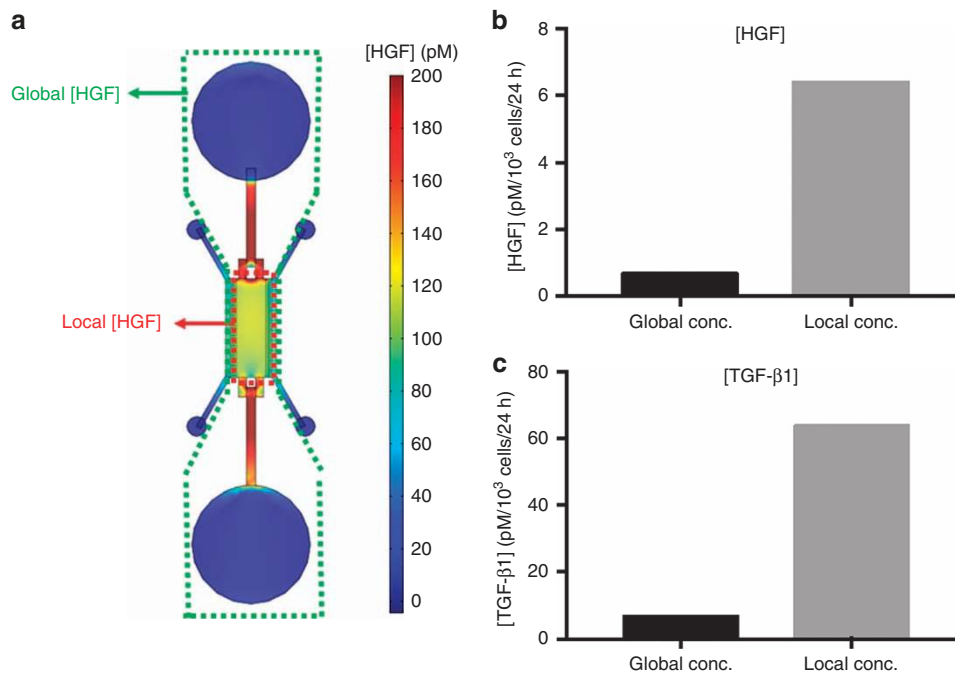 a
[HGF] (pM)
Global [HGF]
Local [HGF]
200
180
160
140
120
100
80
60
40
20
0
b
[HGF]
[HGF] (pM/10³ cells/24 h)
8
6
4
2
0
Global conc.
Local conc.
c
[TGF-β1]
[TGF-β1] (pM/10³ cells/24 h)
80
60
40
20
0
Global conc.
Local conc.